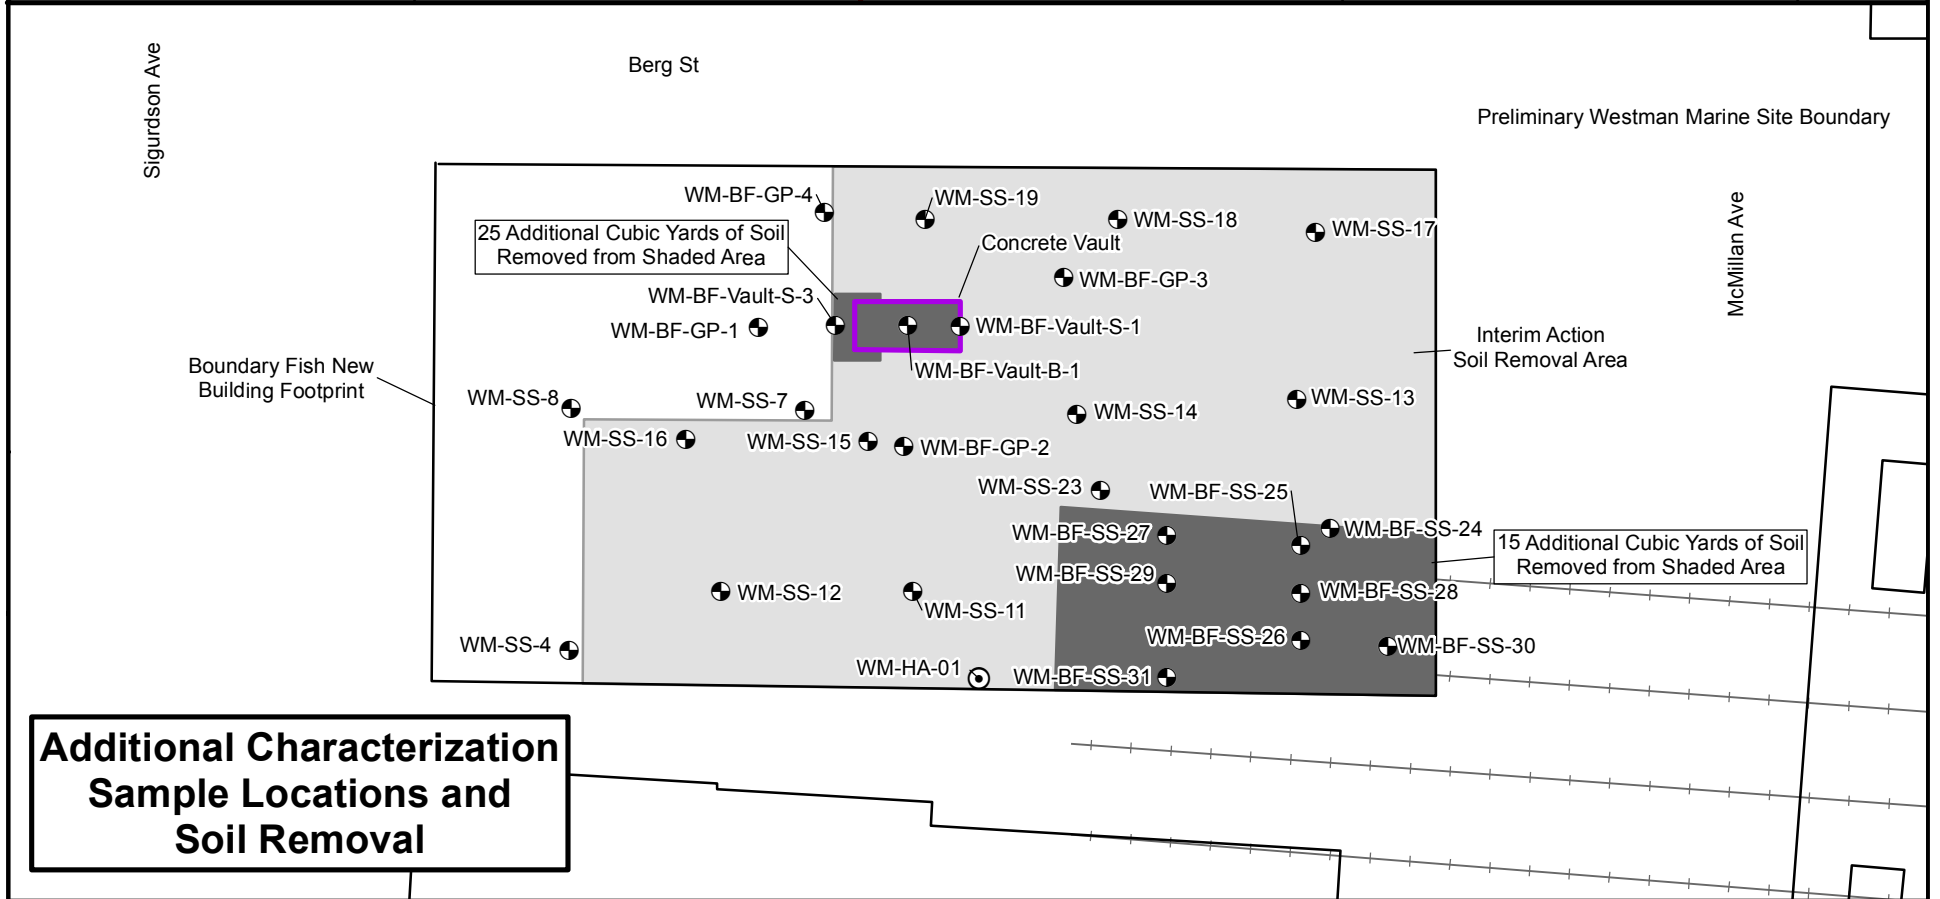 Sigurdson Ave
Berg St
Preliminary Westman Marine Site Boundary
McMillan Ave
WM-BF-GP-4
WM-SS-19
WM-SS-18
WM-SS-17
25 Additional Cubic Yards of Soil
Removed from Shaded Area
Concrete Vault
WM-BF-GP-3
WM-BF-Vault-S-3
WM-BF-GP-1
WM-BF-Vault-S-1
Interim Action
Soil Removal Area
Boundary Fish New
Building Footprint
WM-BF-Vault-B-1
WM-SS-8
WM-SS-7
WM-SS-14
WM-SS-13
WM-SS-16
WM-SS-15
WM-BF-GP-2
WM-SS-23
WM-BF-SS-25
WM-BF-SS-27
WM-BF-SS-24
15 Additional Cubic Yards of Soil
Removed from Shaded Area
WM-BF-SS-29
WM-SS-12
WM-SS-11
WM-BF-SS-28
WM-SS-4
WM-BF-SS-26
WM-BF-SS-30
WM-HA-01
WM-BF-SS-31
Additional Characterization
Sample Locations and
Soil Removal